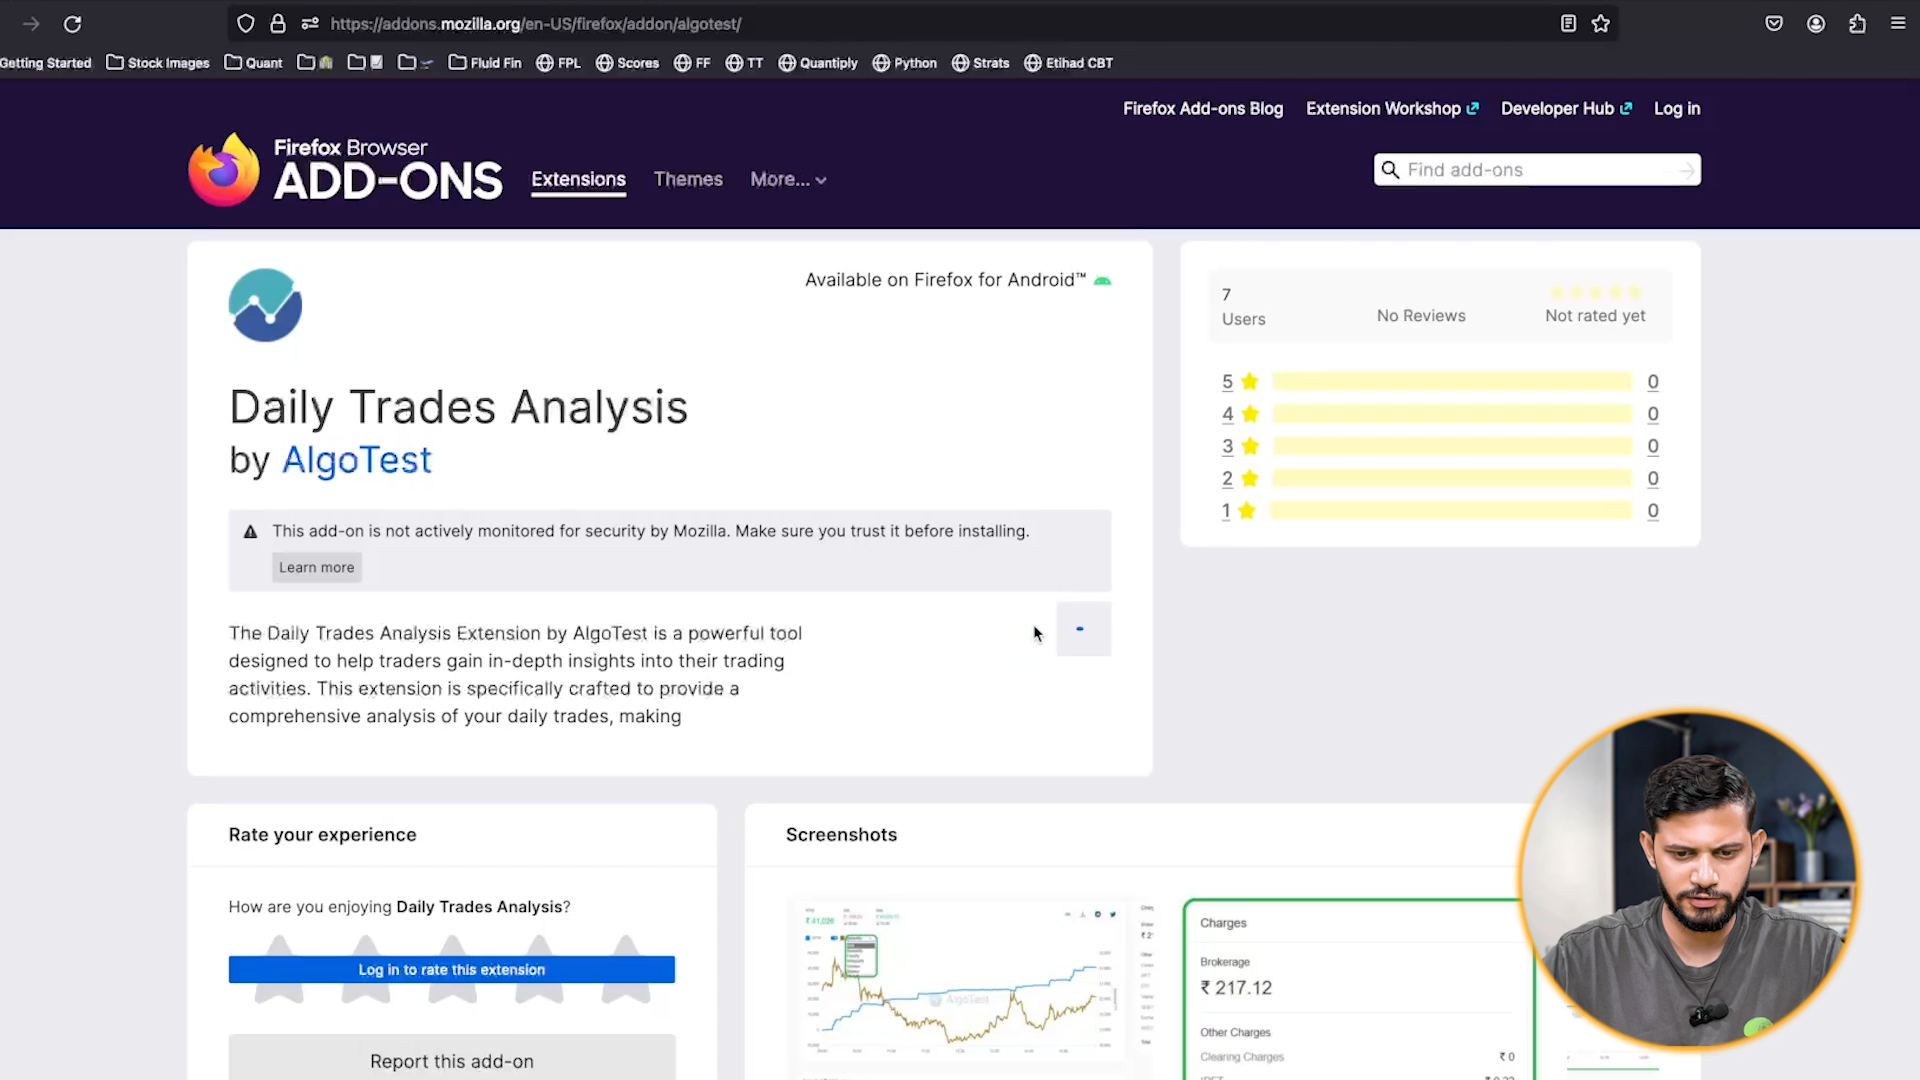 https://addons.mozilla.org/en-US/firefox/addon/algotest/
Getting Started Stock Images Quant Fluid Fin FPL Scores FF TT Quantiply Python Strats Etihad CBT
Firefox Add-ons Blog Extension Workshop Developer Hub Log in
Firefox Browser
ADD-ONS
Extensions Themes More...
Find add-ons
Available on Firefox for Android™
7
Users
No Reviews
Not rated yet
5 0
4 0
3 0
2 0
1 0
Daily Trades Analysis
by AlgoTest
This add-on is not actively monitored for security by Mozilla. Make sure you trust it before installing.
Learn more
The Daily Trades Analysis Extension by AlgoTest is a powerful tool
designed to help traders gain in-depth insights into their trading
activities. This extension is specifically crafted to provide a
comprehensive analysis of your daily trades, making
Rate your experience
How are you enjoying Daily Trades Analysis?
Log in to rate this extension
Report this add-on
Screenshots
₹ 41,026
AlgoTest
Charges
Brokerage
₹ 217.12
Other Charges
Clearing Charges ₹ 0